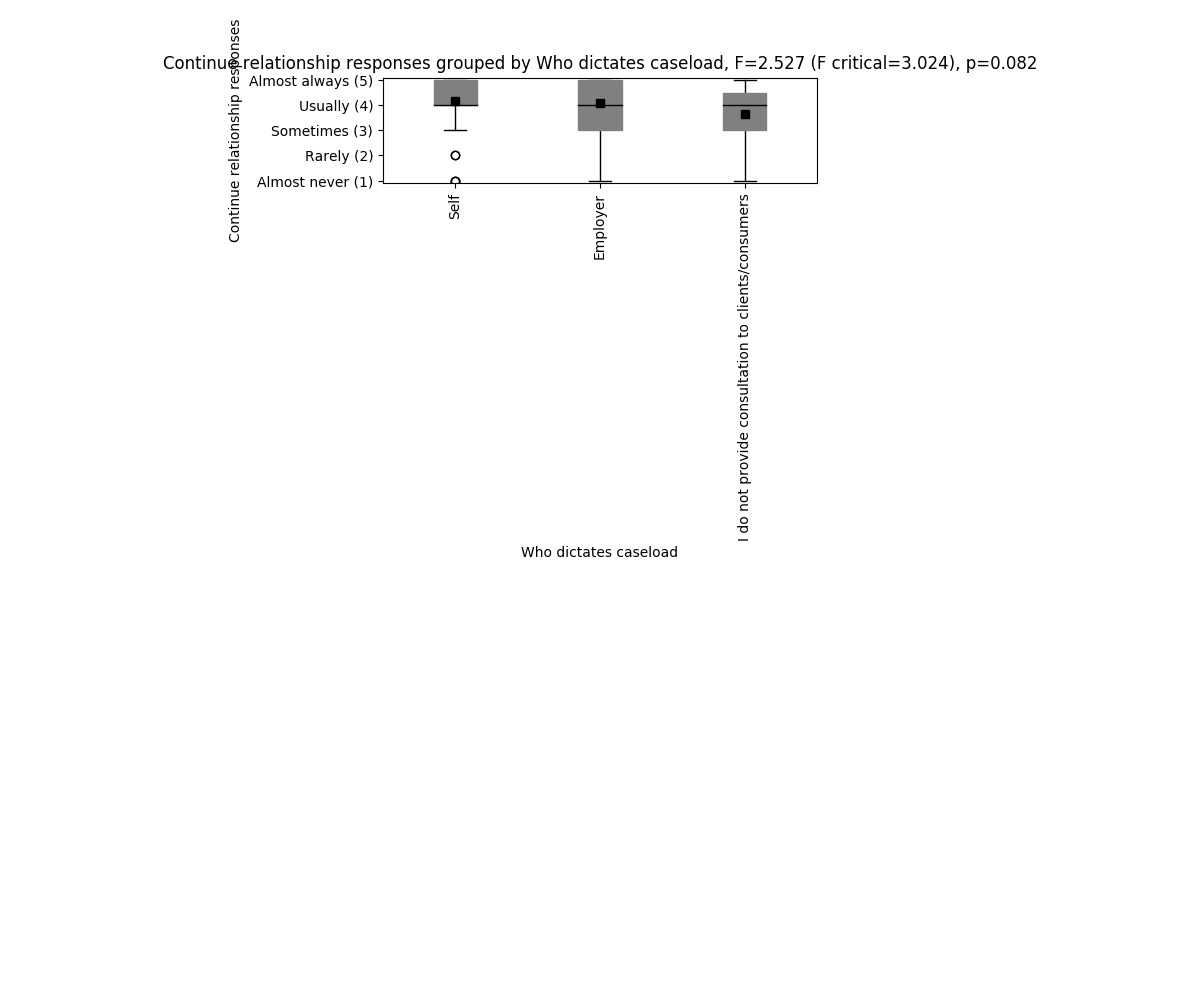 Continue relationship responses grouped by Who dictates caseload, F=2.527 (F critical=3.024), p=0.082
Continue relationship responses
Almost always (5)
Usually (4)
Sometimes (3)
Rarely (2)
Almost never (1)
Self
Employer
I do not provide consultation to clients/consumers
Who dictates caseload